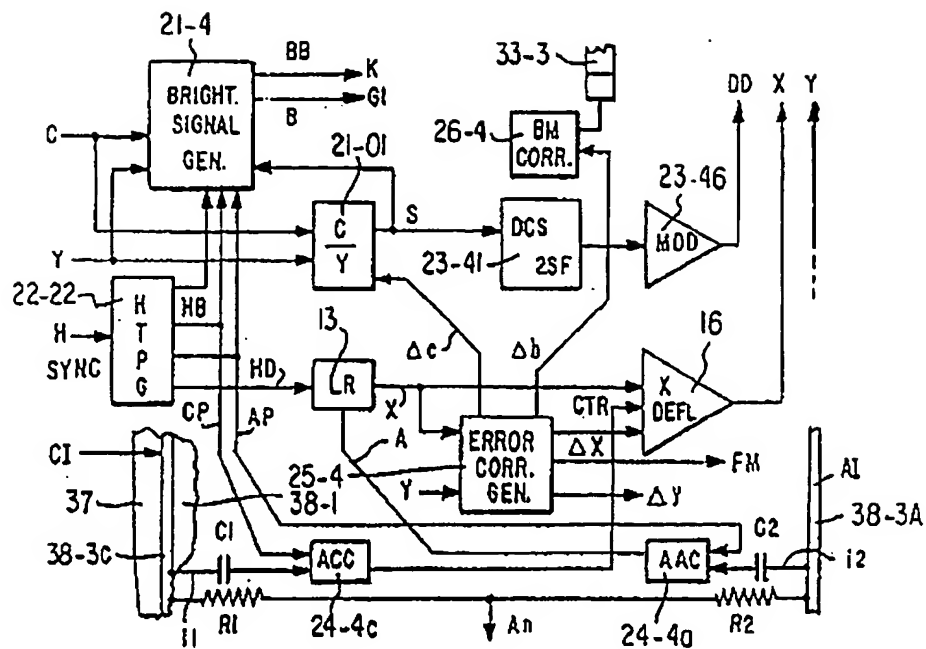 21-4
BB
K
33-3
DD X Y
BRIGHT.
SIGNAL
GEN.
B
G1
C
26-4
BM
CORR.
21-01
23-46
C
Y
S
DCS
2SF
23-41
MOD
Y
22-22
H
T
P
G
HB
H
SYNC
HD
13
LR
Δc
Δb
16
X
X
DEFL
CTR
CP
AP
A
ERROR
CORR.
GEN.
ΔX
FM
ΔY
CI
25-4
Y
AI
37
38-1
38-3A
38-3C
C1
ACC
AAC
C2
i2
i1
R1
24-4c
An
24-4a
R2